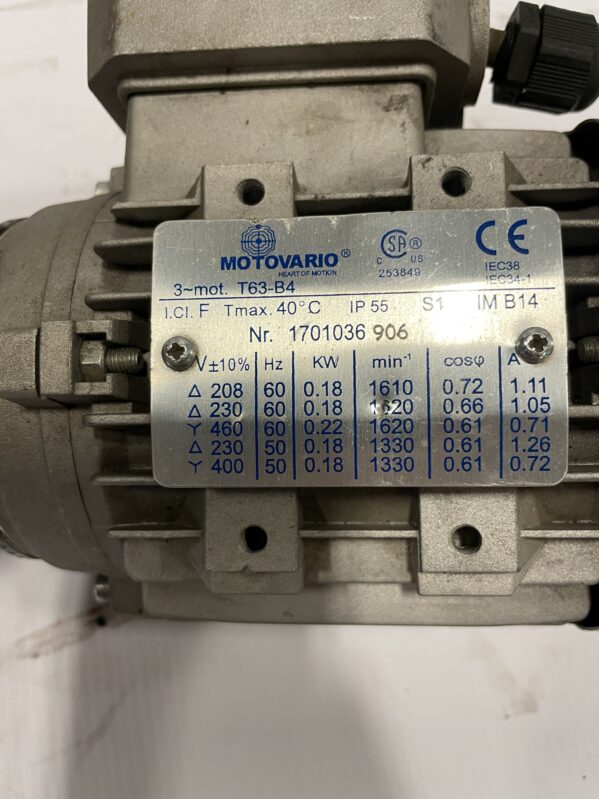 MOTOVARIO®
HEART OF MOTION
CSA ®
C US
253849
CE
IEC38
IEC34-1
3~mot. T63-B4
I.Cl. F Tmax. 40°C IP 55 S1 IM B14
Nr. 1701036 906
V±10% Hz KW min⁻¹ cosφ A
Δ 208 60 0.18 1610 0.72 1.11
Δ 230 60 0.18 1620 0.66 1.05
Y 460 60 0.22 1620 0.61 0.71
Δ 230 50 0.18 1330 0.61 1.26
Y 400 50 0.18 1330 0.61 0.72